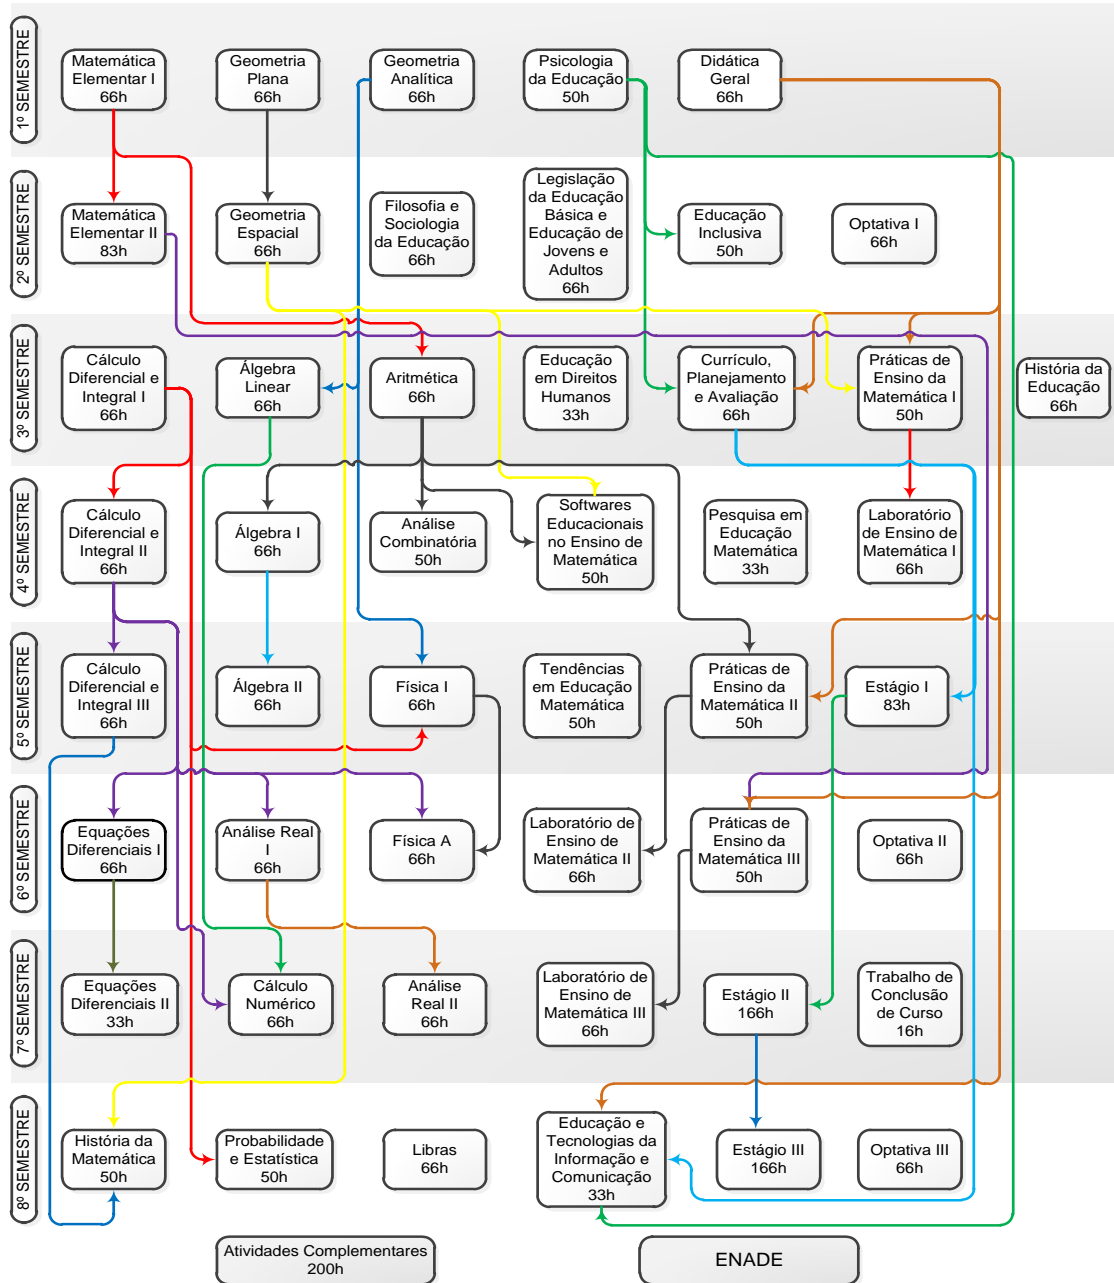 1º SEMESTRE
Matemática
Elementar I
66h
Geometria
Plana
66h
Geometria
Analítica
66h
Psicologia
da Educação
50h
Didática
Geral
66h
2º SEMESTRE
Matemática
Elementar II
83h
Geometria
Espacial
66h
Filosofia e
Sociologia
da Educação
66h
Legislação
da Educação
Básica e
Educação de
Jovens e
Adultos
66h
Educação
Inclusiva
50h
Optativa I
66h
3º SEMESTRE
Cálculo
Diferencial e
Integral I
66h
Álgebra
Linear
66h
Aritmética
66h
Educação
em Direitos
Humanos
33h
Currículo,
Planejamento
e Avaliação
66h
Práticas de
Ensino da
Matemática I
50h
História da
Educação
66h
4º SEMESTRE
Cálculo
Diferencial e
Integral II
66h
Álgebra I
66h
Análise
Combinatória
50h
Softwares
Educacionais
no Ensino de
Matemática
50h
Pesquisa em
Educação
Matemática
33h
Laboratório
de Ensino de
Matemática I
66h
5º SEMESTRE
Cálculo
Diferencial e
Integral III
66h
Álgebra II
66h
Física I
66h
Tendências
em Educação
Matemática
50h
Práticas de
Ensino da
Matemática II
50h
Estágio I
83h
6º SEMESTRE
Equações
Diferenciais I
66h
Análise Real
I
66h
Física A
66h
Laboratório de
Ensino de
Matemática II
66h
Práticas de
Ensino da
Matemática III
50h
Optativa II
66h
7º SEMESTRE
Equações
Diferenciais II
33h
Cálculo
Numérico
66h
Análise
Real II
66h
Laboratório de
Ensino de
Matemática III
66h
Estágio II
166h
Trabalho de
Conclusão
de Curso
16h
8º SEMESTRE
História da
Matemática
50h
Probabilidade
e Estatística
50h
Libras
66h
Educação e
Tecnologias da
Informação e
Comunicação
33h
Estágio III
166h
Optativa III
66h
Atividades Complementares
200h
ENADE